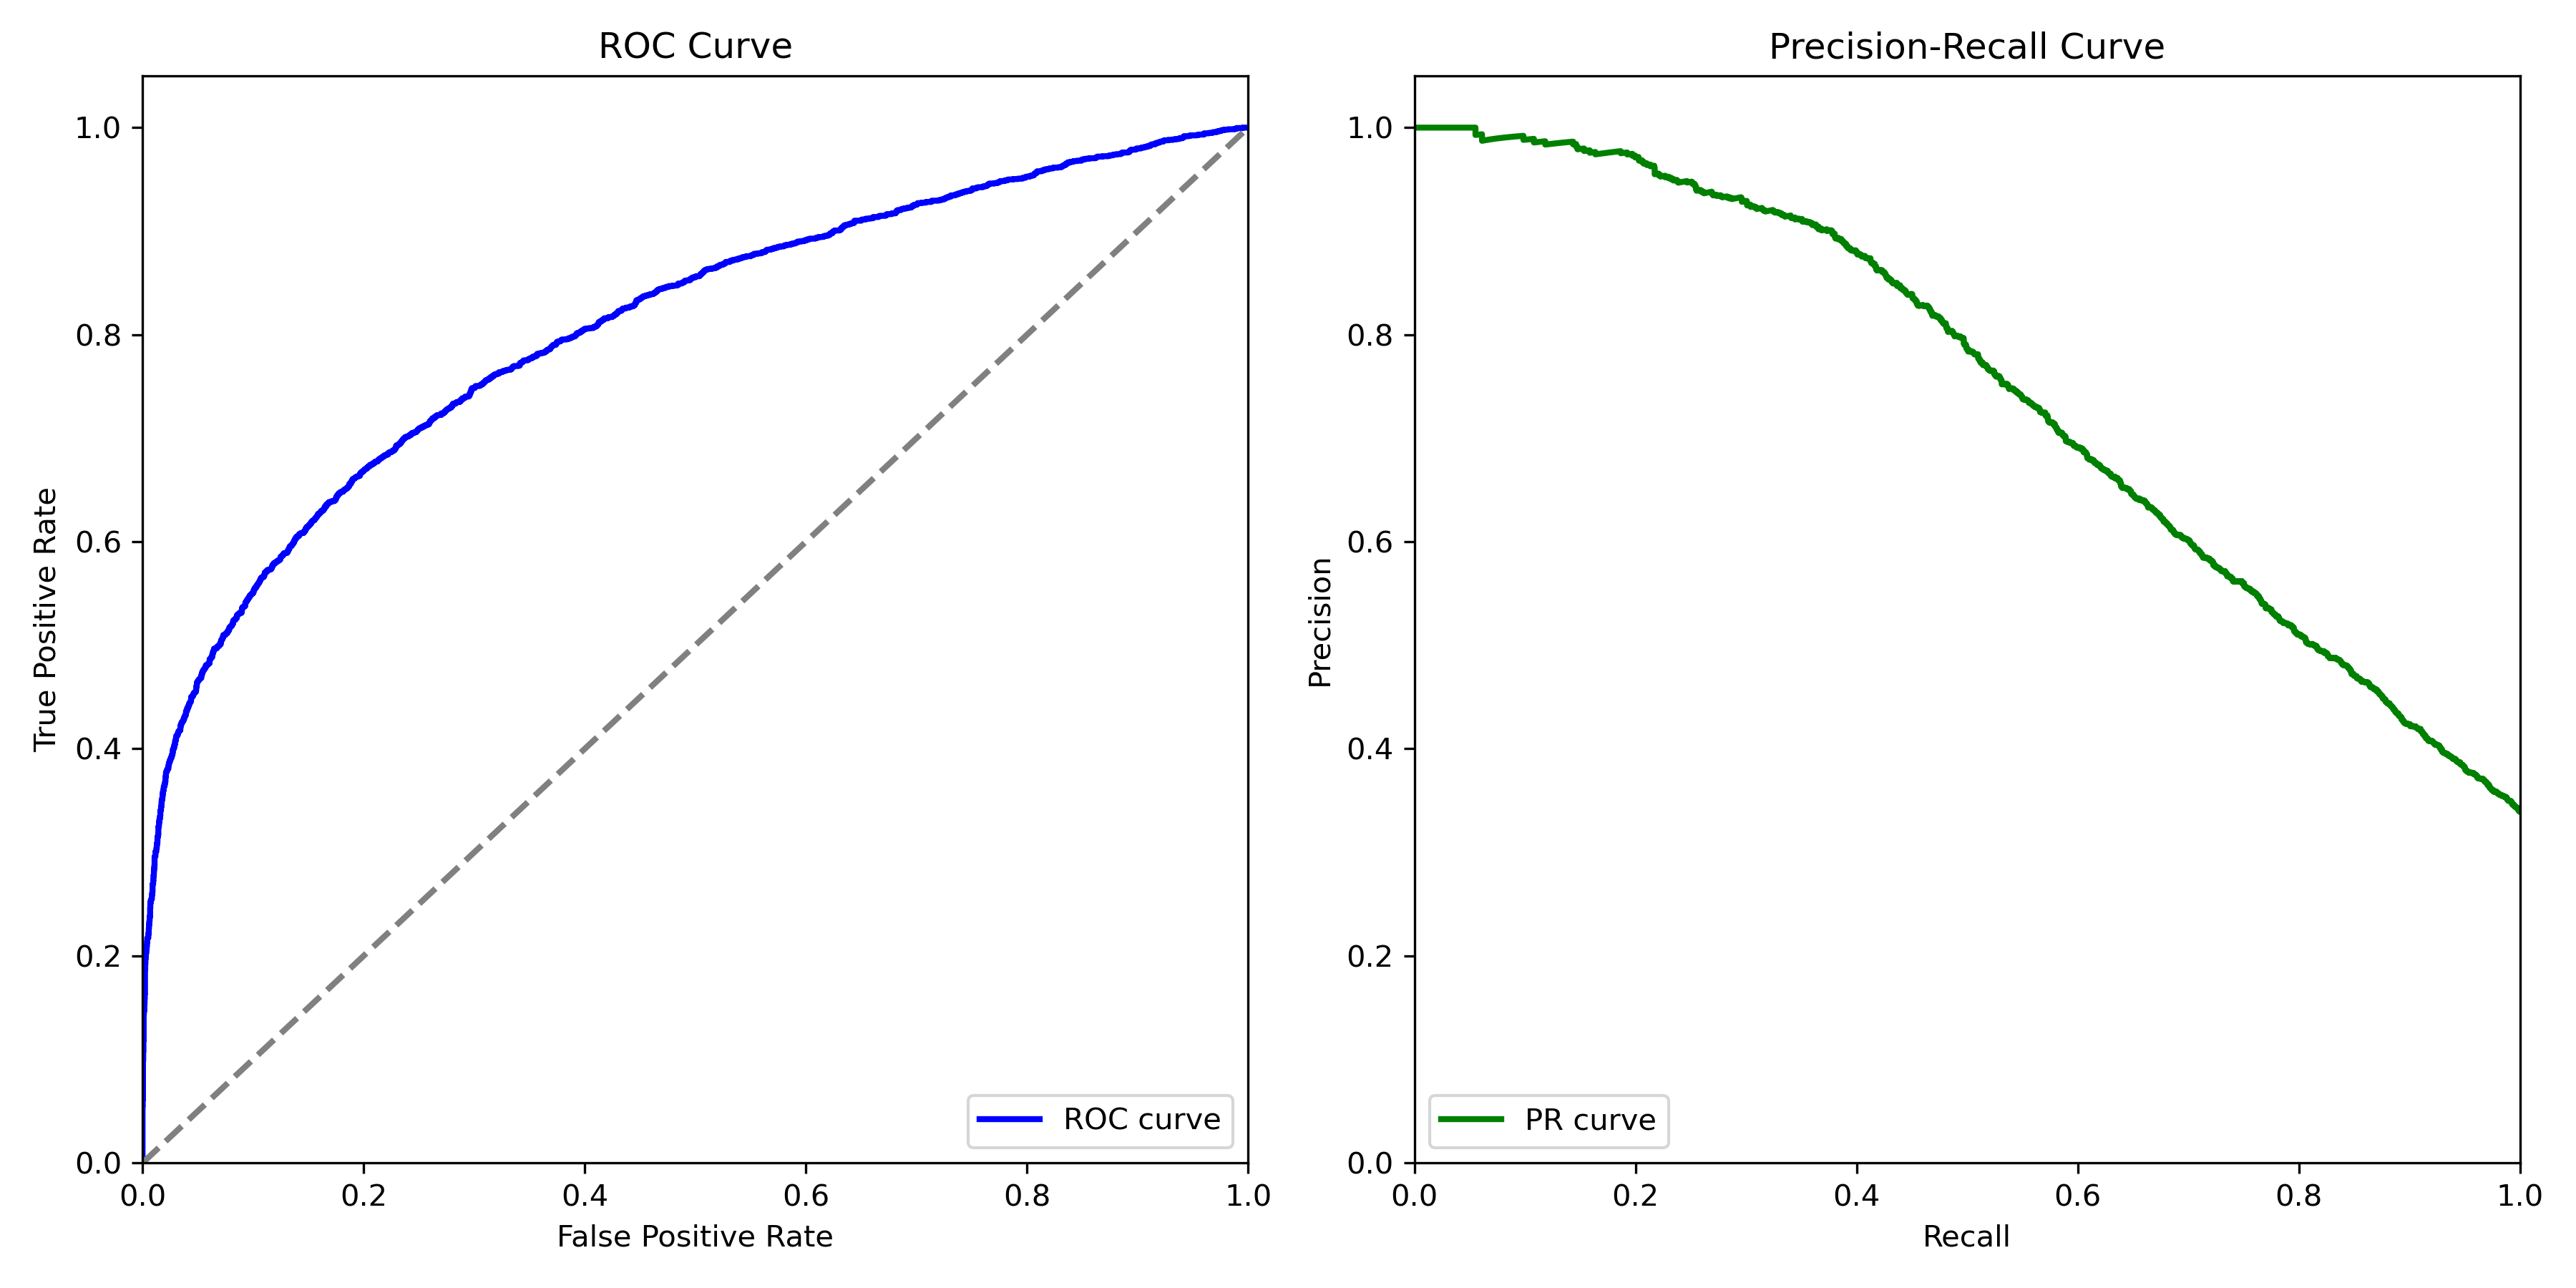 ROC Curve
True Positive Rate
1.0
0.8
0.6
0.4
0.2
0.0
0.0 0.2 0.4 0.6 0.8 1.0
False Positive Rate
ROC curve
Precision-Recall Curve
Precision
1.0
0.8
0.6
0.4
0.2
0.0
0.0 0.2 0.4 0.6 0.8 1.0
Recall
PR curve